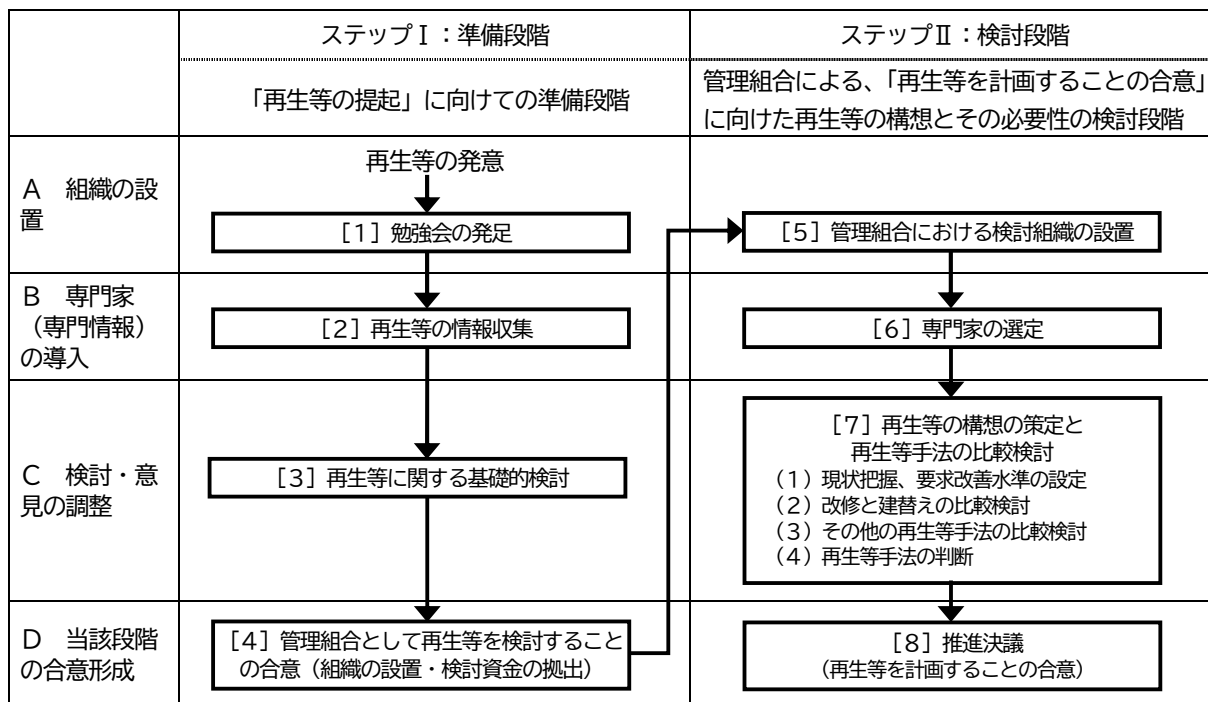 ステップⅠ：準備段階
ステップⅡ：検討段階
「再生等の提起」に向けての準備段階
管理組合による、「再生等を計画することの合意」
に向けた再生等の構想とその必要性の検討段階
A 組織の設
置
再生等の発意
[1] 勉強会の発足
[5] 管理組合における検討組織の設置
B 専門家
（専門情報）
の導入
[2] 再生等の情報収集
[6] 専門家の選定
C 検討・意
見の調整
[3] 再生等に関する基礎的検討
[7] 再生等の構想の策定と
再生等手法の比較検討
（1）現状把握、要求改善水準の設定
（2）改修と建替えの比較検討
（3）その他の再生等手法の比較検討
（4）再生等手法の判断
D 当該段階
の合意形成
[4] 管理組合として再生等を検討すること
の合意（組織の設置・検討資金の拠出）
[8] 推進決議
（再生等を計画することの合意）